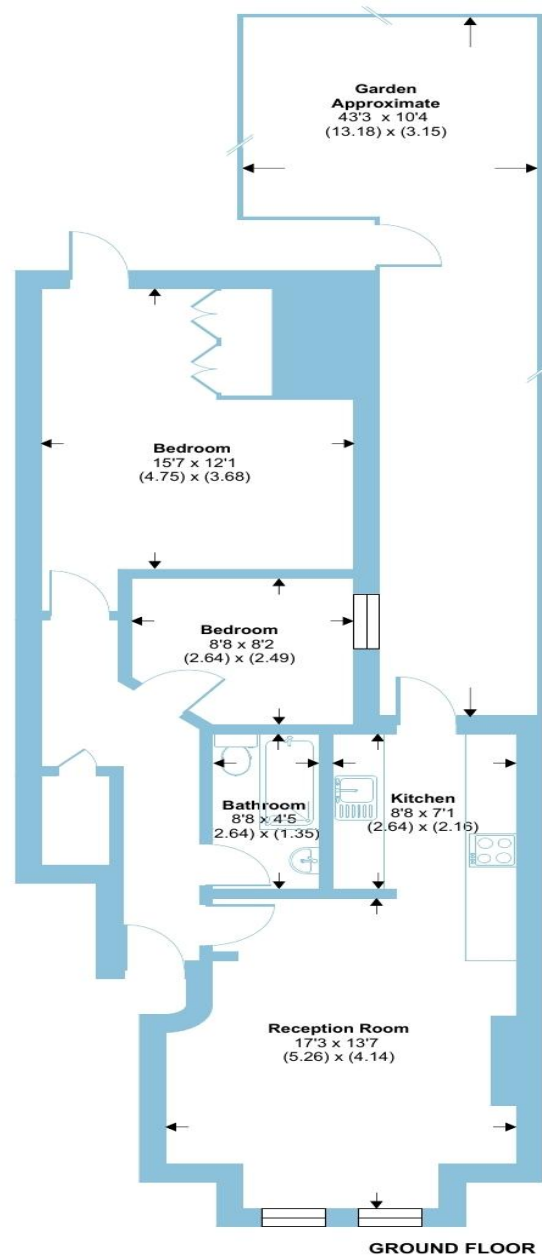 Garden
Approximate
43'3 x 10'4
(13.18) x (3.15)
Bedroom
15'7 x 12'1
(4.75) x (3.68)
Bedroom
8'8 x 8'2
(2.64) x (2.49)
Bathroom
8'8 x 4'5
2.64) x (1.35)
Kitchen
8'8 x 7'1
(2.64) x (2.16)
Reception Room
17'3 x 13'7
(5.26) x (4.14)
GROUND FLOOR